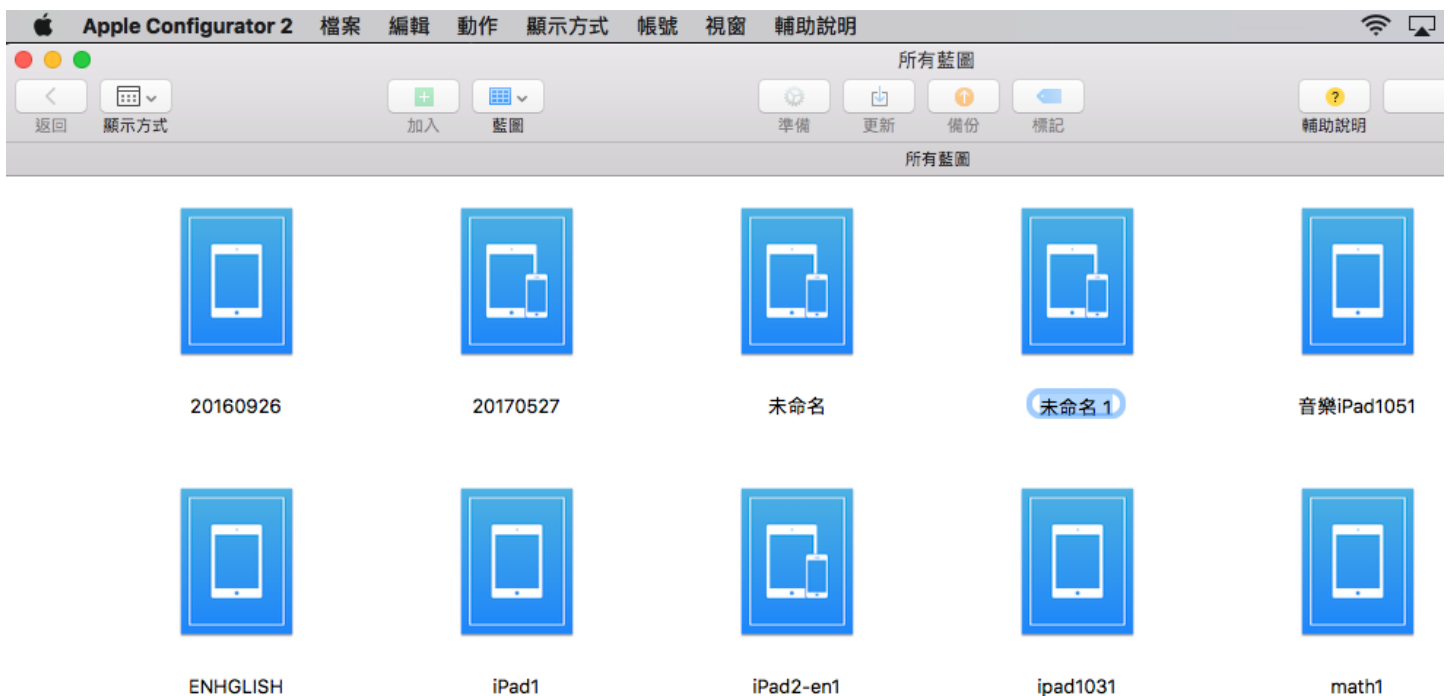 Apple Configurator 2 檔案 編輯 動作 顯示方式 帳號 視窗 輔助說明
所有藍圖
返回 顯示方式 加入 藍圖 準備 更新 備份 標記 輔助說明
所有藍圖
20160926 20170527 未命名 未命名 1 音樂iPad1051
ENHGLISH iPad1 iPad2-en1 ipad1031 math1